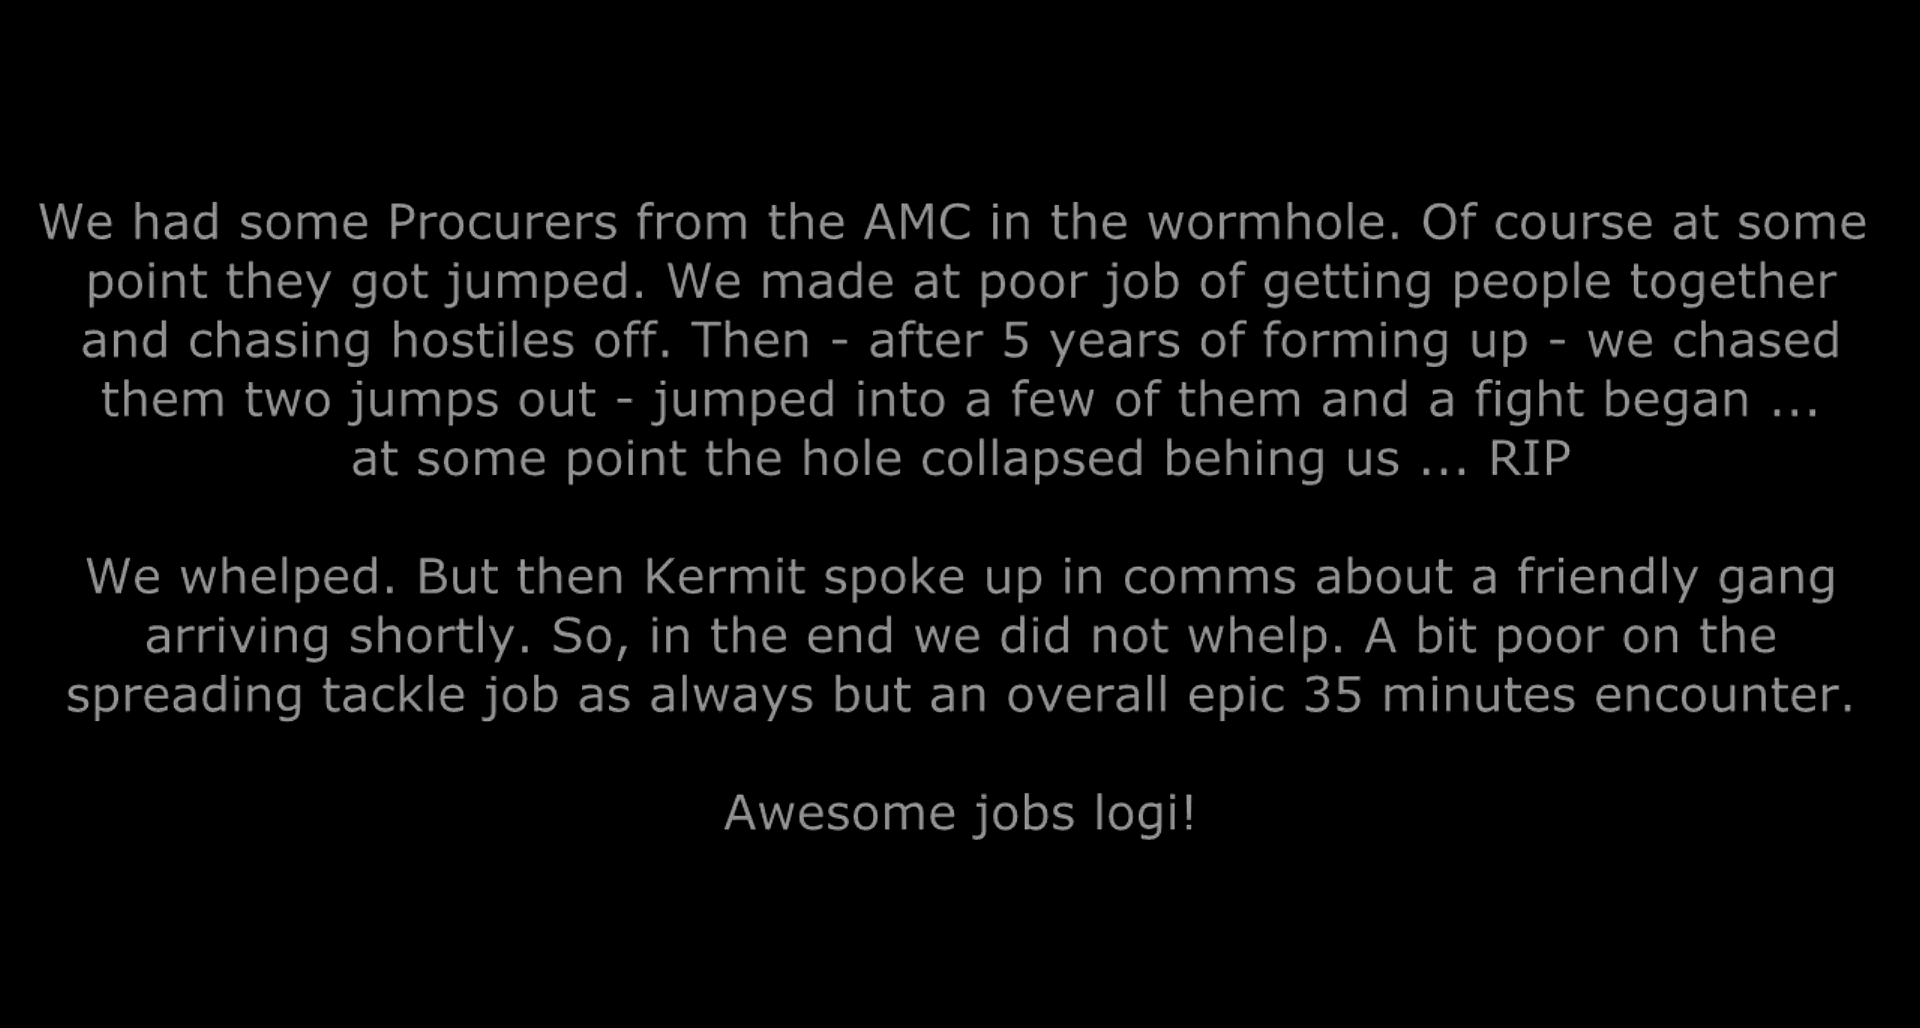 We had some Procurers from the AMC in the wormhole. Of course at some
point they got jumped. We made at poor job of getting people together
and chasing hostiles off. Then - after 5 years of forming up - we chased
them two jumps out - jumped into a few of them and a fight began ...
at some point the hole collapsed behing us ... RIP
We whelped. But then Kermit spoke up in comms about a friendly gang
arriving shortly. So, in the end we did not whelp. A bit poor on the
spreading tackle job as always but an overall epic 35 minutes encounter.
Awesome jobs logi!